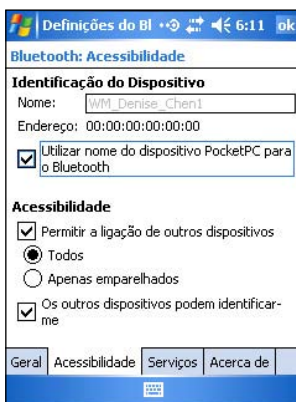 Definições do Bl 6:11 ok
Bluetooth: Acessibilidade
Identificação do Dispositivo
Nome: WM_Denise_Chen1
Endereço: 00:00:00:00:00:00
Utilizar nome do dispositivo PocketPC para
o Bluetooth
Acessibilidade
Permitir a ligação de outros dispositivos
Todos
Apenas emparelhados
Os outros dispositivos podem identificar-
me
Geral Acessibilidade Serviços Acerca de